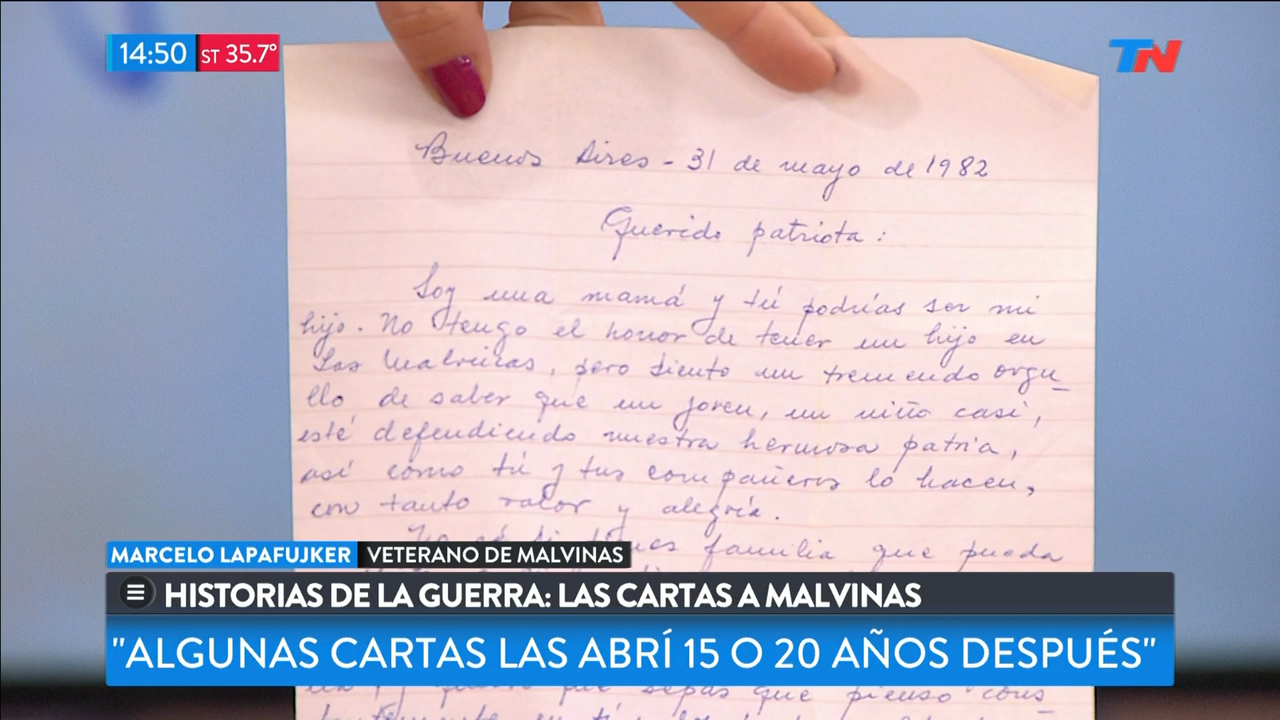 14:50 ST 35.7°
TN
Buenos Aires - 31 de mayo de 1982
Querido patriota:
Soy una mamá y tú podrías ser mi
hijo. No tengo el honor de tener un hijo en
las Malvinas, pero siento un tremendo orgu_
llo de saber que un joven, un niño casi,
esté defendiendo nuestra hermosa patria,
así como tú y tus compañeros lo hacen,
con tanto valor y alegría.
familia que pueda
MARCELO LAPAFUJKER VETERANO DE MALVINAS
HISTORIAS DE LA GUERRA: LAS CARTAS A MALVINAS
"ALGUNAS CARTAS LAS ABRÍ 15 O 20 AÑOS DESPUÉS"
que sepas que pienso cons_